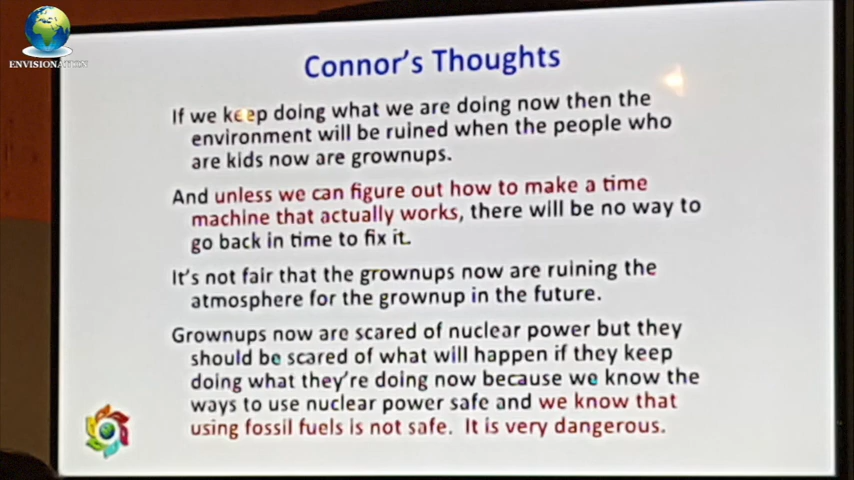 ENVISIONATION
Connor's Thoughts
If we keep doing what we are doing now then the
environment will be ruined when the people who
are kids now are grownups.
And unless we can figure out how to make a time
machine that actually works, there will be no way to
go back in time to fix it.
It's not fair that the grownups now are ruining the
atmosphere for the grownup in the future.
Grownups now are scared of nuclear power but they
should be scared of what will happen if they keep
doing what they're doing now because we know the
ways to use nuclear power safe and we know that
using fossil fuels is not safe. It is very dangerous.